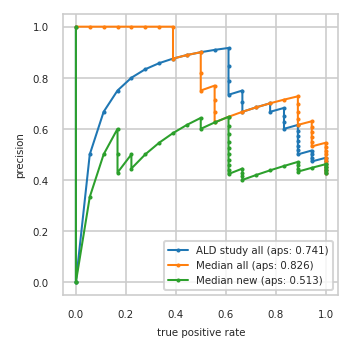 1.0
0.8
0.6
0.4
0.2
0.0
precision
ALD study all (aps: 0.741)
Median all (aps: 0.826)
Median new (aps: 0.513)
0.0 0.2 0.4 0.6 0.8 1.0
true positive rate